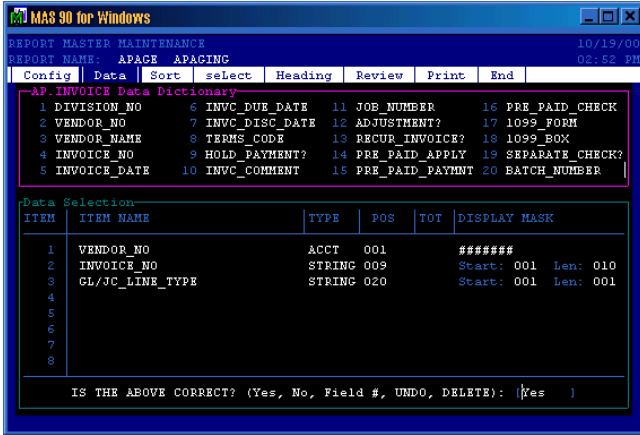 MAS 90 for Windows
REPORT MASTER MAINTENANCE 10/19/00
REPORT NAME: APAGE APAGING 02:52 PM
Config Data Sort seLect Heading Review Print End
AP.INVOICE Data Dictionary
1 DIVISION_NO 6 INVC_DUE_DATE 11 JOB_NUMBER 16 PRE_PAID_CHECK
2 VENDOR_NO 7 INVC_DISC_DATE 12 ADJUSTMENT? 17 1099_FORM
3 VENDOR_NAME 8 TERMS_CODE 13 RECUR_INVOICE? 18 1099_BOX
4 INVOICE_NO 9 HOLD_PAYMENT? 14 PRE_PAID_APPLY 19 SEPARATE_CHECK?
5 INVOICE_DATE 10 INVC_COMMENT 15 PRE_PAID_PAYMNT 20 BATCH_NUMBER
Data Selection
ITEM ITEM NAME TYPE POS TOT DISPLAY MASK
1 VENDOR_NO ACCT 001 #######
2 INVOICE_NO STRING 009 Start: 001 Len: 010
3 GL/JC_LINE_TYPE STRING 020 Start: 001 Len: 001
4
5
6
7
8
IS THE ABOVE CORRECT? (Yes, No, Field #, UNDO, DELETE): [Yes ]